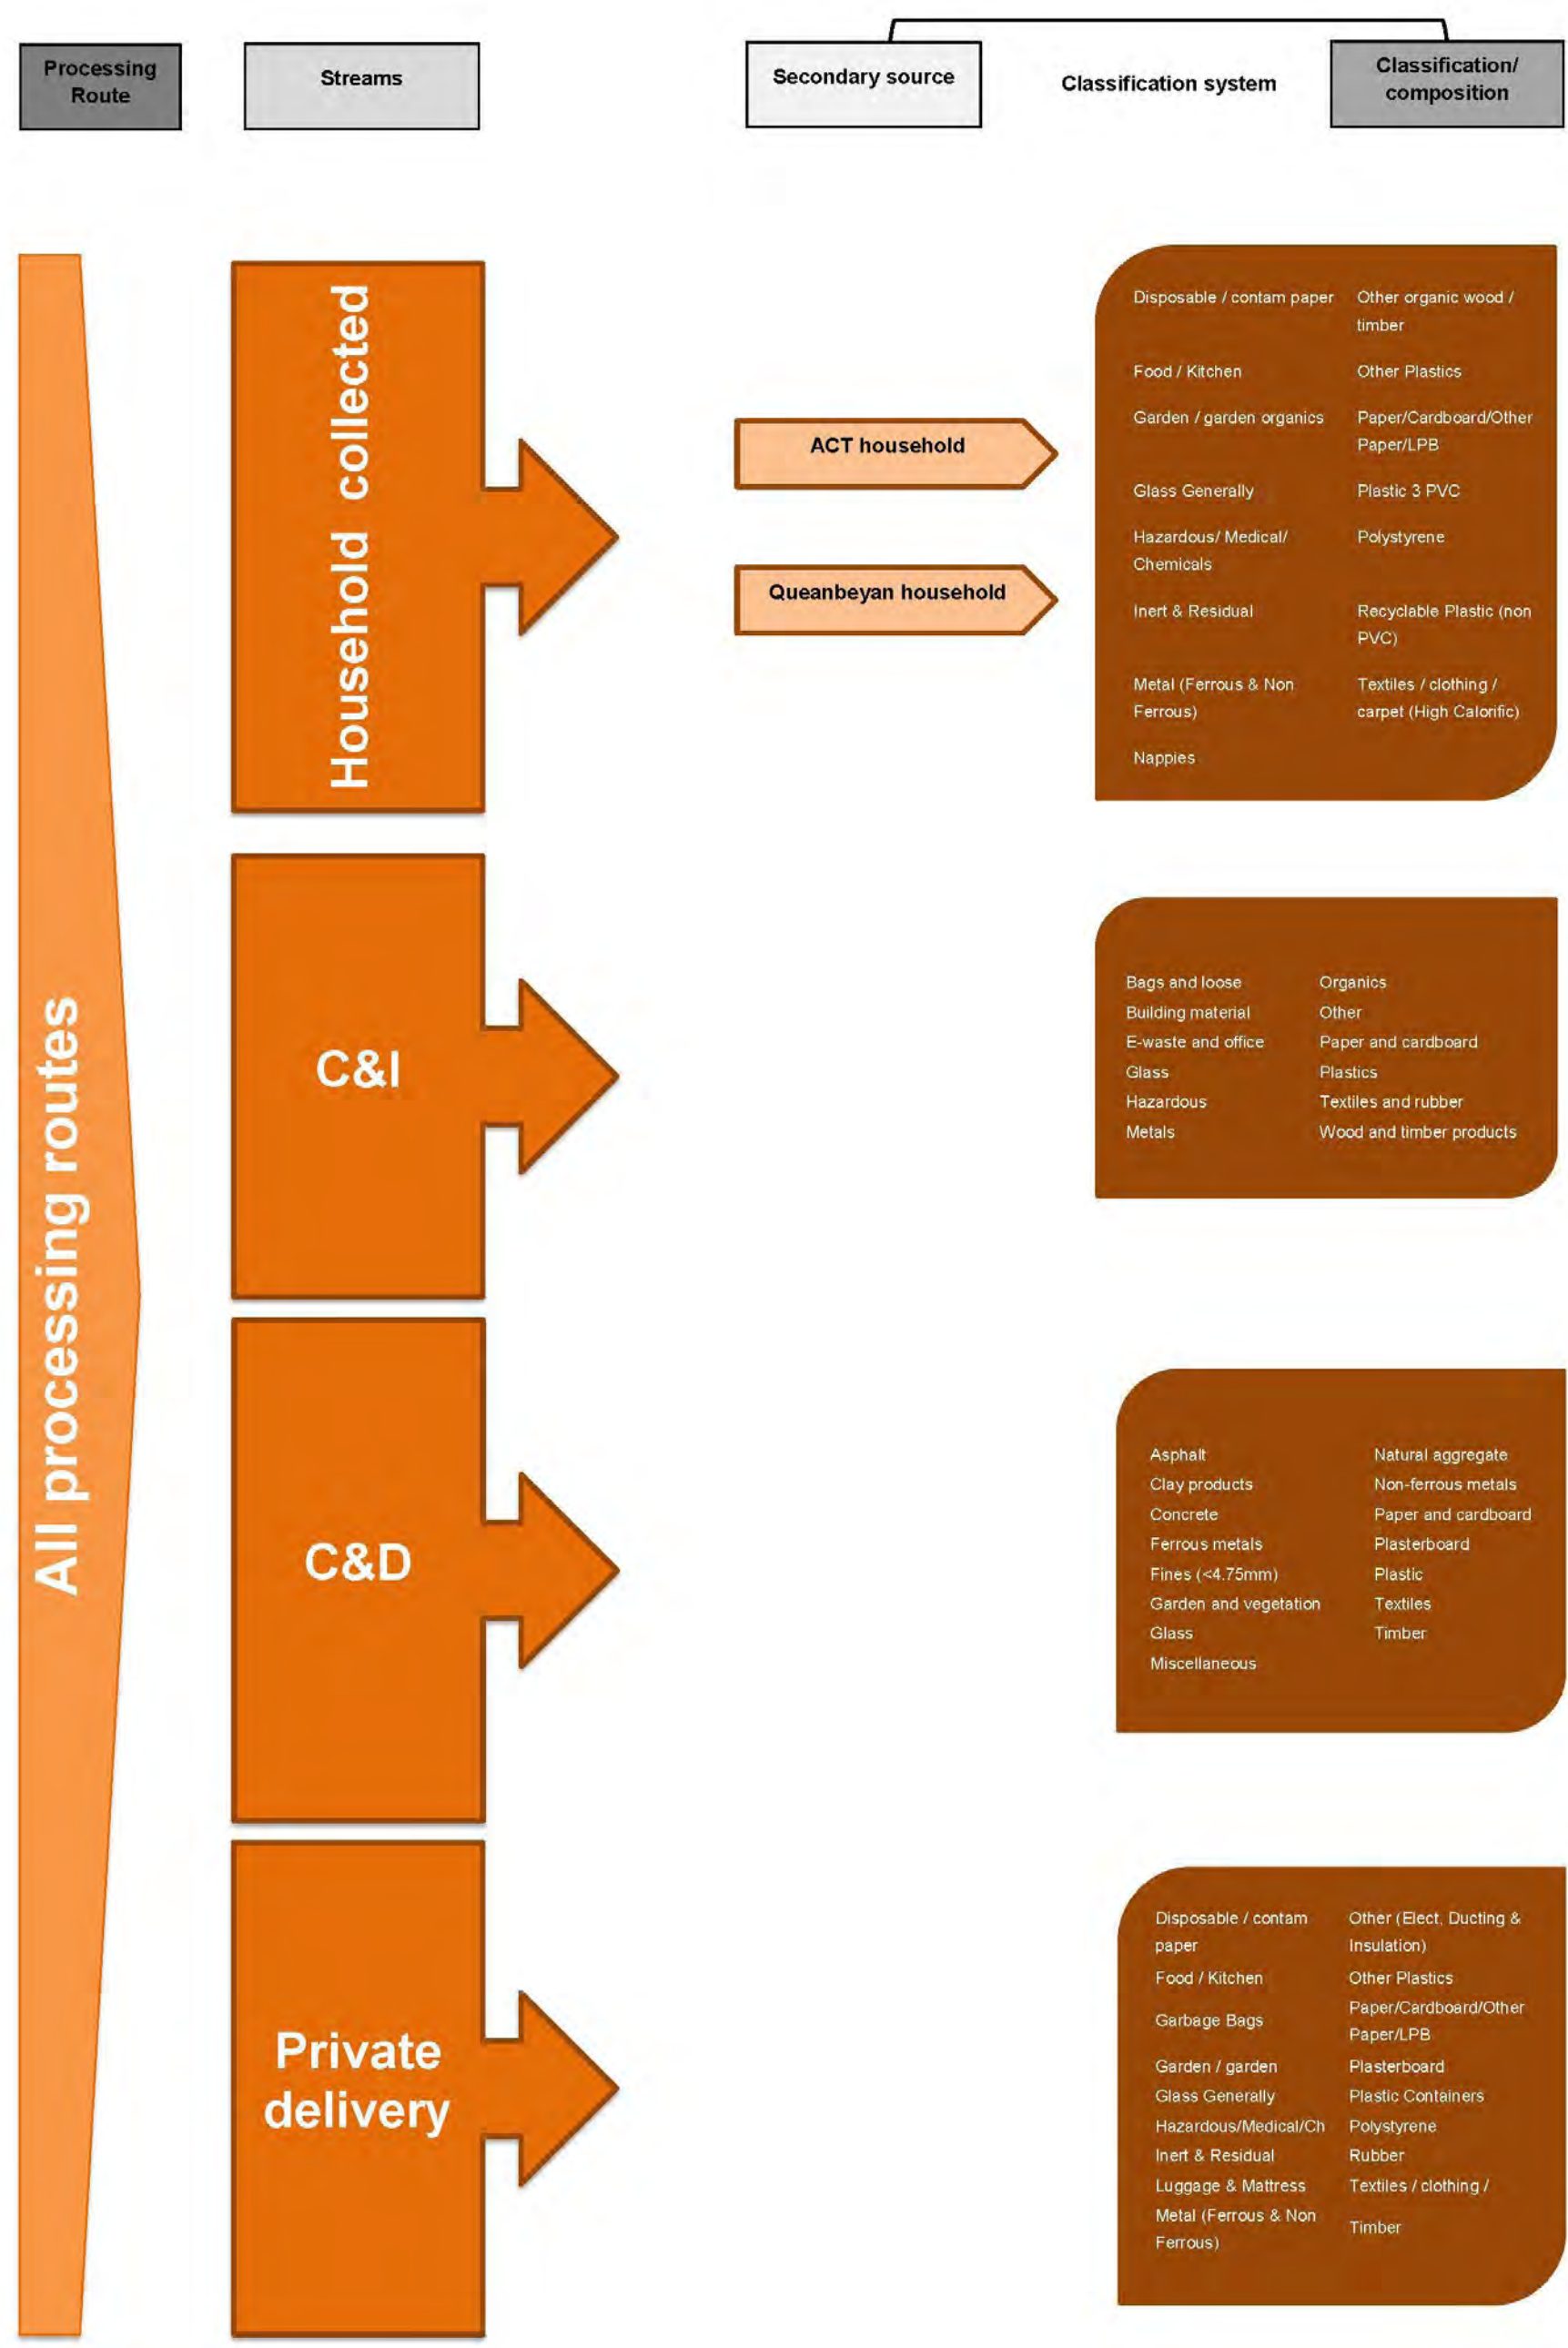 Processing
Route
Streams
Secondary source
Classification system
Classification/
composition
All processing routes
Household collected
ACT household
Queanbeyan household
Disposable / contam paper
Other organic wood /
timber
Food / Kitchen
Other Plastics
Garden / garden organics
Paper/Cardboard/Other
Paper/LPB
Glass Generally
Plastic 3 PVC
Hazardous/ Medical/
Chemicals
Polystyrene
Inert & Residual
Recyclable Plastic (non
PVC)
Metal (Ferrous & Non
Ferrous)
Textiles / clothing /
carpet (High Calorific)
Nappies
C&I
Bags and loose
Organics
Building material
Other
E-waste and office
Paper and cardboard
Glass
Plastics
Hazardous
Textiles and rubber
Metals
Wood and timber products
C&D
Asphalt
Natural aggregate
Clay products
Non-ferrous metals
Concrete
Paper and cardboard
Ferrous metals
Plasterboard
Fines (<4.75mm)
Plastic
Garden and vegetation
Textiles
Glass
Timber
Miscellaneous
Private
delivery
Disposable / contam
paper
Other (Elect, Ducting &
Insulation)
Food / Kitchen
Other Plastics
Garbage Bags
Paper/Cardboard/Other
Paper/LPB
Garden / garden
Plasterboard
Glass Generally
Plastic Containers
Hazardous/Medical/Ch
Polystyrene
Inert & Residual
Rubber
Luggage & Mattress
Textiles / clothing /
Metal (Ferrous & Non
Ferrous)
Timber